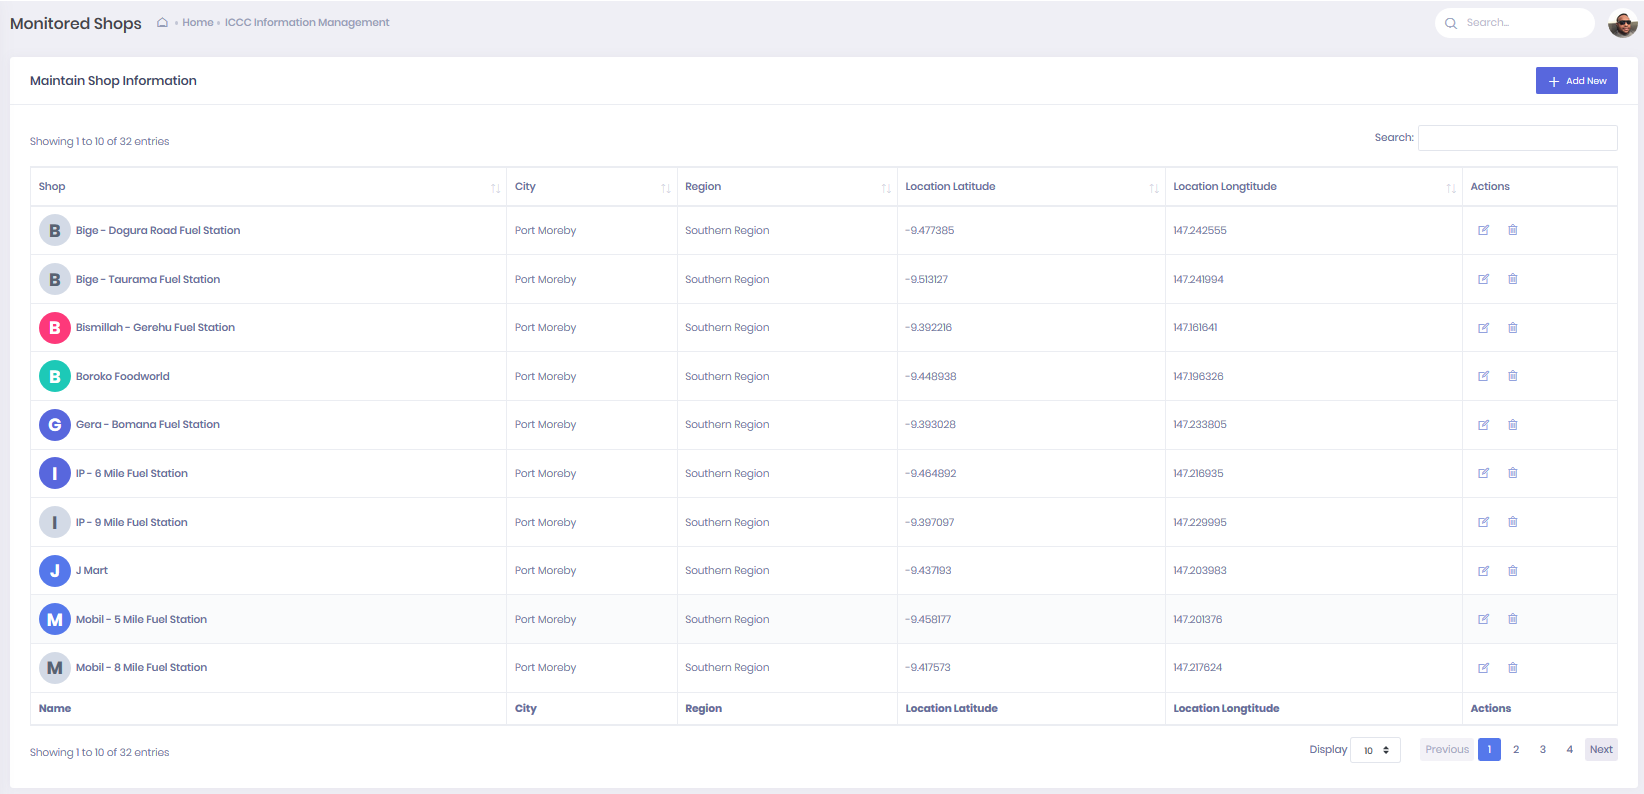 Monitored Shops Home ICCC Information Management Search...
Maintain Shop Information Add New
Showing 1 to 10 of 32 entries Search:
Shop City Region Location Latitude Location Longtitude Actions
B Bige - Dogura Road Fuel Station Port Moreby Southern Region -9.477385 147.242555
B Bige - Taurama Fuel Station Port Moreby Southern Region -9.513127 147.241994
B Bismillah - Gerehu Fuel Station Port Moreby Southern Region -9.392216 147.161641
B Boroko Foodworld Port Moreby Southern Region -9.448938 147.196326
G Gera - Bomana Fuel Station Port Moreby Southern Region -9.393028 147.233805
I IP - 6 Mile Fuel Station Port Moreby Southern Region -9.464892 147.216935
I IP - 9 Mile Fuel Station Port Moreby Southern Region -9.397097 147.229995
J J Mart Port Moreby Southern Region -9.437193 147.203983
M Mobil - 5 Mile Fuel Station Port Moreby Southern Region -9.458177 147.201376
M Mobil - 8 Mile Fuel Station Port Moreby Southern Region -9.417573 147.217624
Name City Region Location Latitude Location Longtitude Actions
Showing 1 to 10 of 32 entries Display 10 Previous 1 2 3 4 Next